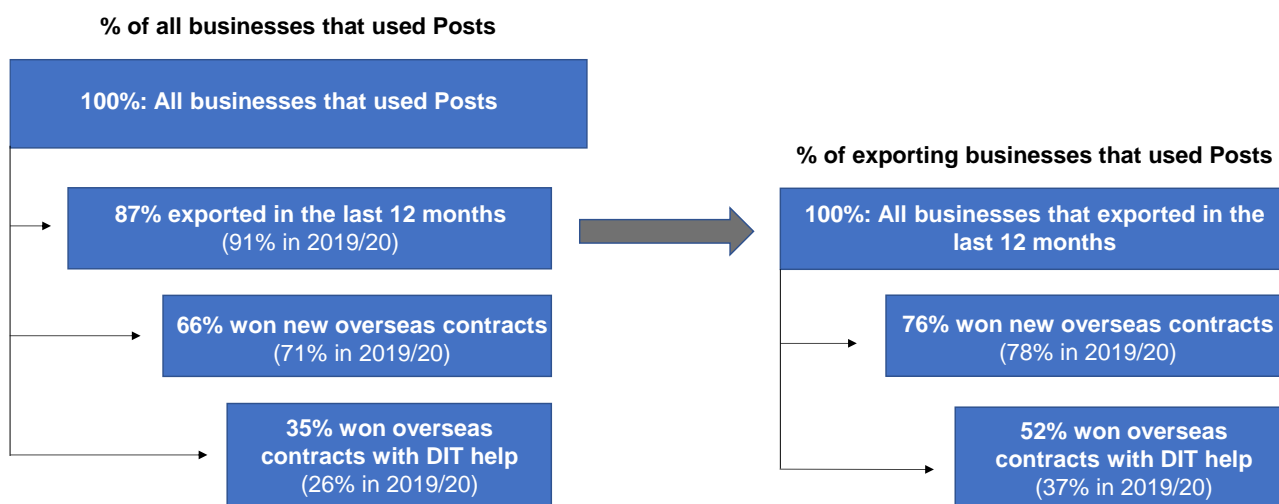 % of all businesses that used Posts
100%: All businesses that used Posts
87% exported in the last 12 months
(91% in 2019/20)
66% won new overseas contracts
(71% in 2019/20)
35% won overseas
contracts with DIT help
(26% in 2019/20)
% of exporting businesses that used Posts
100%: All businesses that exported in the
last 12 months
76% won new overseas contracts
(78% in 2019/20)
52% won overseas
contracts with DIT help
(37% in 2019/20)